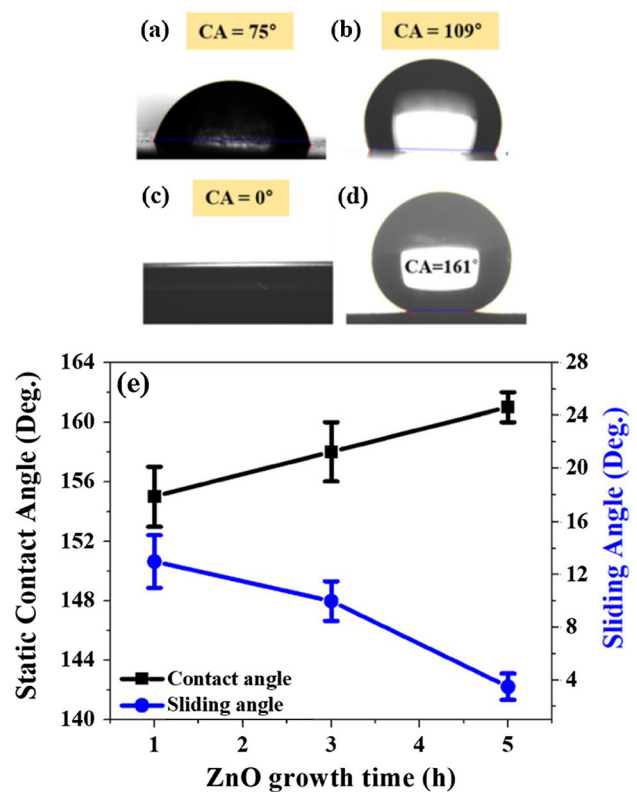 (a) CA = 75° (b) CA = 109°
(c) CA = 0° (d)
CA=161°
(e)
Static Contact Angle (Deg.)
164
160
156
152
148
144
140
Sliding Angle (Deg.)
28
24
20
16
12
8
4
Contact angle
Sliding angle
1 2 3 4 5
ZnO growth time (h)